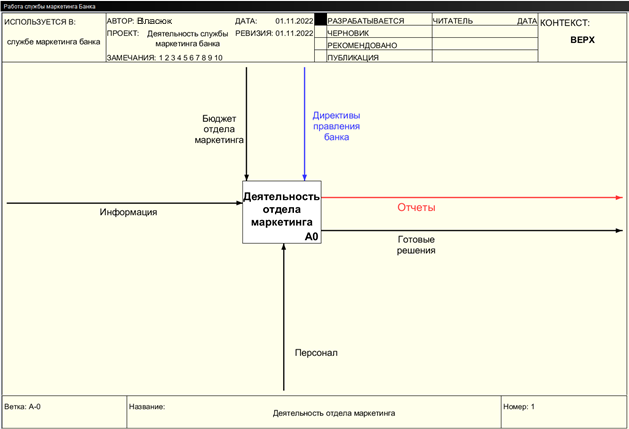 Работа службы маркетинга Банка
ИСПОЛЬЗУЕТСЯ В:
службе маркетинга банка
АВТОР: Власюк
ДАТА: 01.11.2022
ПРОЕКТ: Деятельность службы
маркетинга банка
РЕВИЗИЯ: 01.11.2022
ЗАМЕЧАНИЯ: 1 2 3 4 5 6 7 8 9 10
РАЗРАБАТЫВАЕТСЯ
ЧЕРНОВИК
РЕКОМЕНДОВАНО
ПУБЛИКАЦИЯ
ЧИТАТЕЛЬ
ДАТА
КОНТЕКСТ:
ВЕРХ
Бюджет
отдела
маркетинга
Директивы
правления
банка
Информация
Деятельность
отдела
маркетинга
A0
Отчеты
Готовые
решения
Персонал
Ветка: A-0
Название:
Деятельность отдела маркетинга
Номер: 1